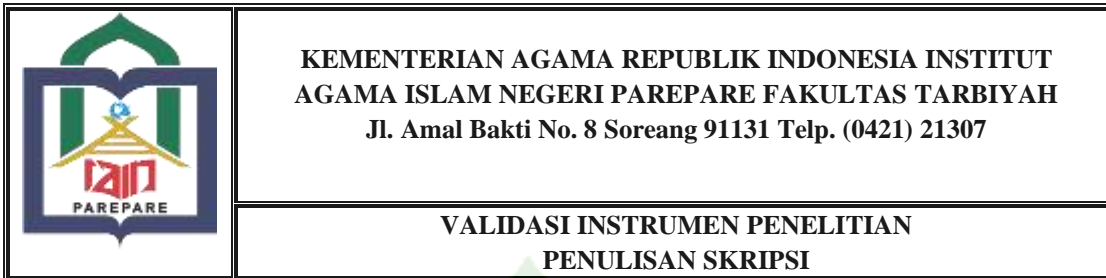 KEMENTERIAN AGAMA REPUBLIK INDONESIA INSTITUT
AGAMA ISLAM NEGERI PAREPARE FAKULTAS TARBIYAH
Jl. Amal Bakti No. 8 Soreang 91131 Telp. (0421) 21307
iain
PAREPARE
VALIDASI INSTRUMEN PENELITIAN
PENULISAN SKRIPSI